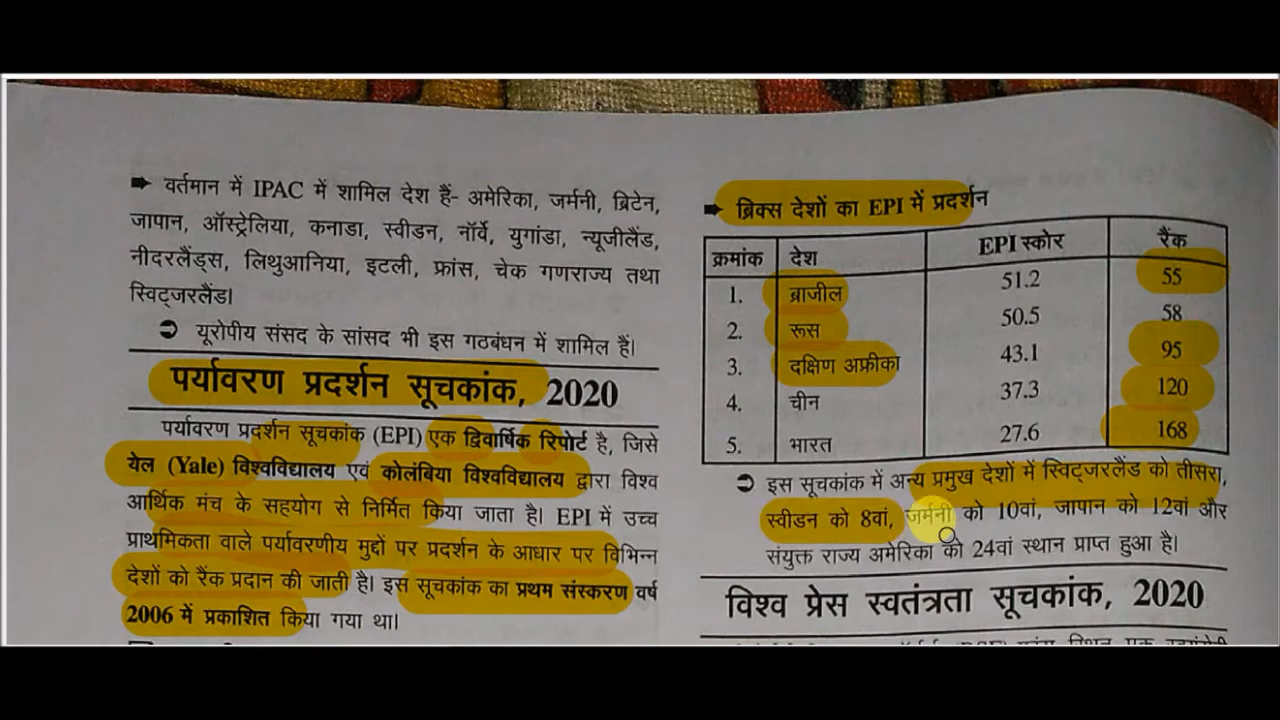 ➨ वर्तमान में IPAC में शामिल देश हैं- अमेरिका, जर्मनी, ब्रिटेन,
जापान, ऑस्ट्रेलिया, कनाडा, स्वीडन, नॉर्वे, युगांडा, न्यूजीलैंड,
नीदरलैंड्स, लिथुआनिया, इटली, फ्रांस, चेक गणराज्य तथा
स्विट्जरलैंड।
➲ यूरोपीय संसद के सांसद भी इस गठबंधन में शामिल हैं।
पर्यावरण प्रदर्शन सूचकांक, 2020
पर्यावरण प्रदर्शन सूचकांक (EPI) एक द्विवार्षिक रिपोर्ट है, जिसे
येल (Yale) विश्वविद्यालय एवं कोलंबिया विश्वविद्यालय द्वारा विश्व
आर्थिक मंच के सहयोग से निर्मित किया जाता है। EPI में उच्च
प्राथमिकता वाले पर्यावरणीय मुद्दों पर प्रदर्शन के आधार पर विभिन्न
देशों को रैंक प्रदान की जाती है। इस सूचकांक का प्रथम संस्करण वर्ष
2006 में प्रकाशित किया गया था।
➨ ब्रिक्स देशों का EPI में प्रदर्शन
क्रमांक देश EPI स्कोर रैंक
1. ब्राजील 51.2 55
2. रूस 50.5 58
3. दक्षिण अफ्रीका 43.1 95
4. चीन 37.3 120
5. भारत 27.6 168
➲ इस सूचकांक में अन्य प्रमुख देशों में स्विट्जरलैंड को तीसरा,
स्वीडन को 8वां, जर्मनी को 10वां, जापान को 12वां और
संयुक्त राज्य अमेरिका को 24वां स्थान प्राप्त हुआ है।
विश्व प्रेस स्वतंत्रता सूचकांक, 2020